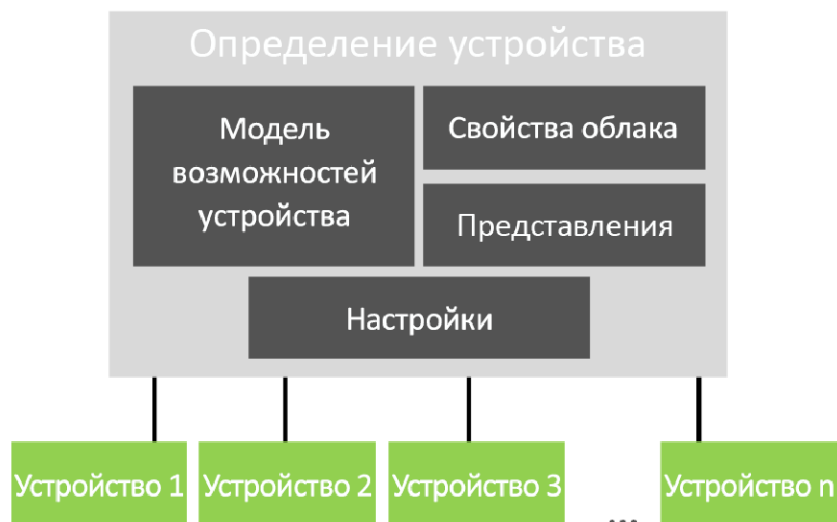 Определение устройства
Модель
возможностей
устройства
Свойства облака
Представления
Настройки
Устройство 1
Устройство 2
Устройство 3
...
Устройство n